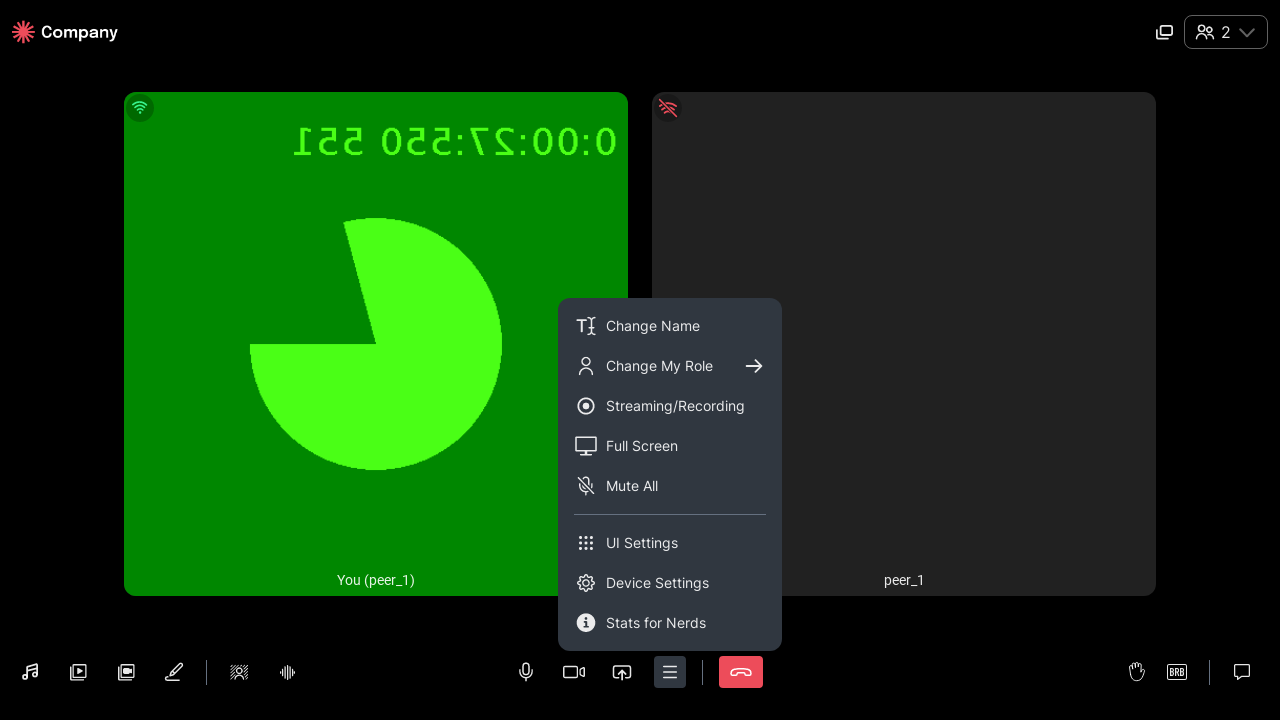 Company
2
0:00:27:550 551
You (peer_1)
peer_1
Change Name
Change My Role
Streaming/Recording
Full Screen
Mute All
UI Settings
Device Settings
Stats for Nerds
BRB